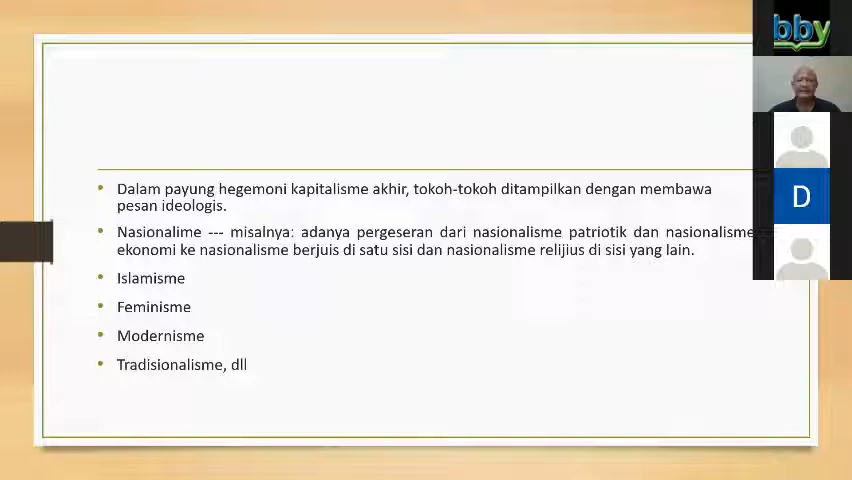 bby
Dalam payung hegemoni kapitalisme akhir, tokoh-tokoh ditampilkan dengan membawa
pesan ideologis.
Nasionalime --- misalnya: adanya pergeseran dari nasionalisme patriotik dan nasionalisme
ekonomi ke nasionalisme berjuis di satu sisi dan nasionalisme relijius di sisi yang lain.
Islamisme
Feminisme
Modernisme
Tradisionalisme, dll
D